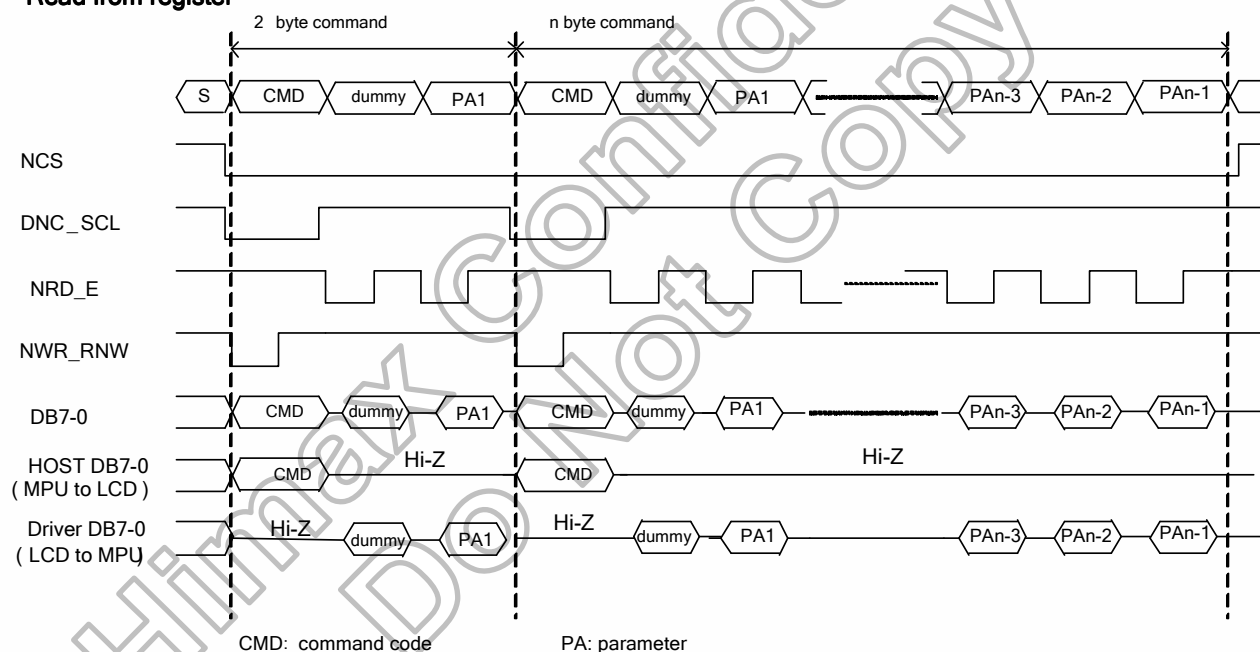 Read from register
2 byte command
n byte command
S CMD dummy PA1 CMD dummy PA1 PAn-3 PAn-2 PAn-1
NCS
DNC_SCL
NRD_E
NWR_RNW
DB7-0 CMD dummy PA1 CMD dummy PA1 PAn-3 PAn-2 PAn-1
HOST DB7-0
( MPU to LCD )
CMD Hi-Z CMD Hi-Z
Driver DB7-0
( LCD to MPU
Hi-Z dummy PA1 Hi-Z dummy PA1 PAn-3 PAn-2 PAn-1
CMD: command code
PA: parameter
Himax Confid
Do Not Copy